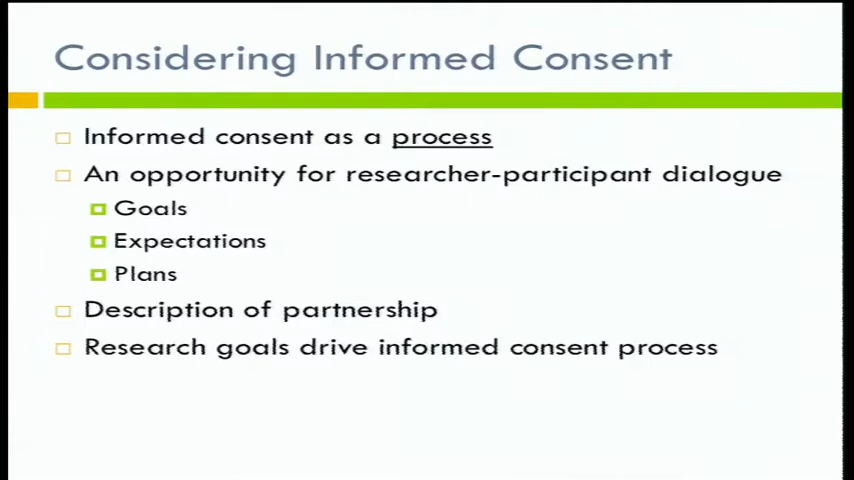 Considering Informed Consent
Informed consent as a process
An opportunity for researcher-participant dialogue
Goals
Expectations
Plans
Description of partnership
Research goals drive informed consent process